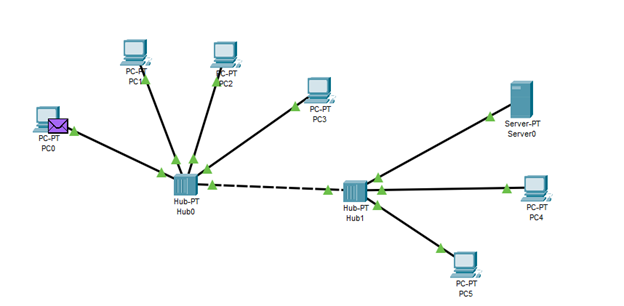 PC-PT
PC1
PC-PT
PC2
PC-PT
PC3
PC-PT
PC0
Server-PT
Server0
Hub-PT
Hub0
Hub-PT
Hub1
PC-PT
PC4
PC-PT
PC5